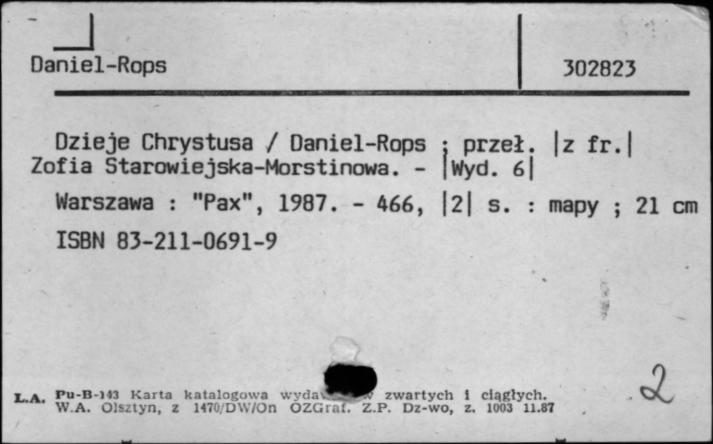 Daniel-Rops
302823
Dzieje Chrystusa / Daniel-Rops ; przeł. |z fr.|
Zofia Starowiejska-Morstinowa. - |Wyd. 6|
Warszawa : "Pax", 1987. - 466, |2| s. : mapy ; 21 cm
ISBN 83-211-0691-9
2
L.A. Pu-B-143 Karta katalogowa zwartych i ciągłych.
W.A. Olsztyn, z 1470/DW/On OZGraf. Z.P. Dz-wo, z. 1003 11.87